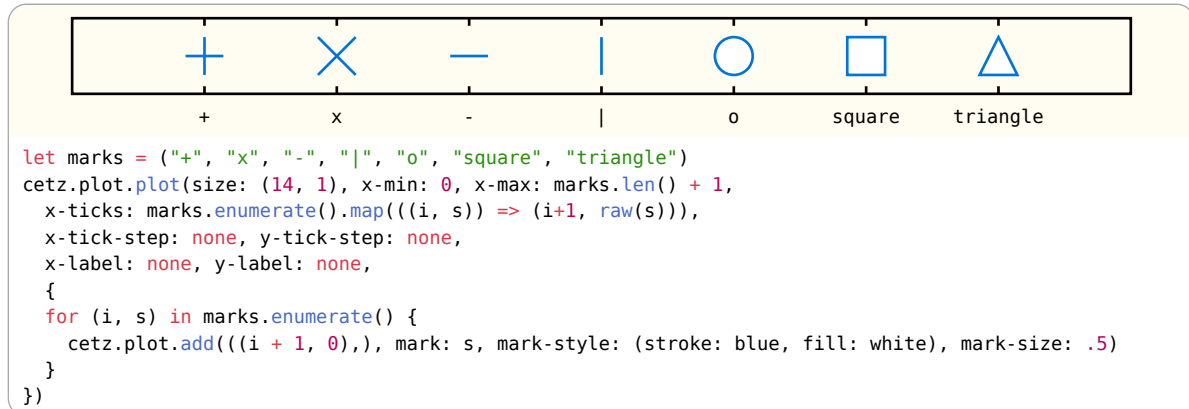 + x - | o square triangle
let marks = ("+", "x", "-", "|", "o", "square", "triangle")
cetz.plot.plot(size: (14, 1), x-min: 0, x-max: marks.len() + 1,
  x-ticks: marks.enumerate().map(((i, s)) => (i+1, raw(s))),
  x-tick-step: none, y-tick-step: none,
  x-label: none, y-label: none,
  {
  for (i, s) in marks.enumerate() {
    cetz.plot.add(((i + 1, 0),), mark: s, mark-style: (stroke: blue, fill: white), mark-size: .5)
  }
})